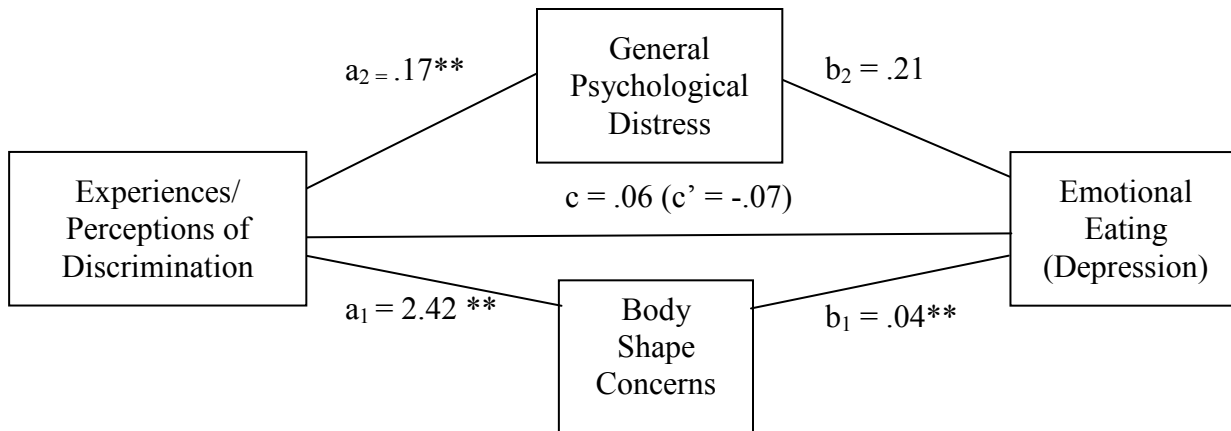 General
Psychological
Distress
a₂ = .17**
b₂ = .21
Experiences/
Perceptions of
Discrimination
c = .06 (c’ = -.07)
Emotional
Eating
(Depression)
a₁ = 2.42 **
Body
Shape
Concerns
b₁ = .04**